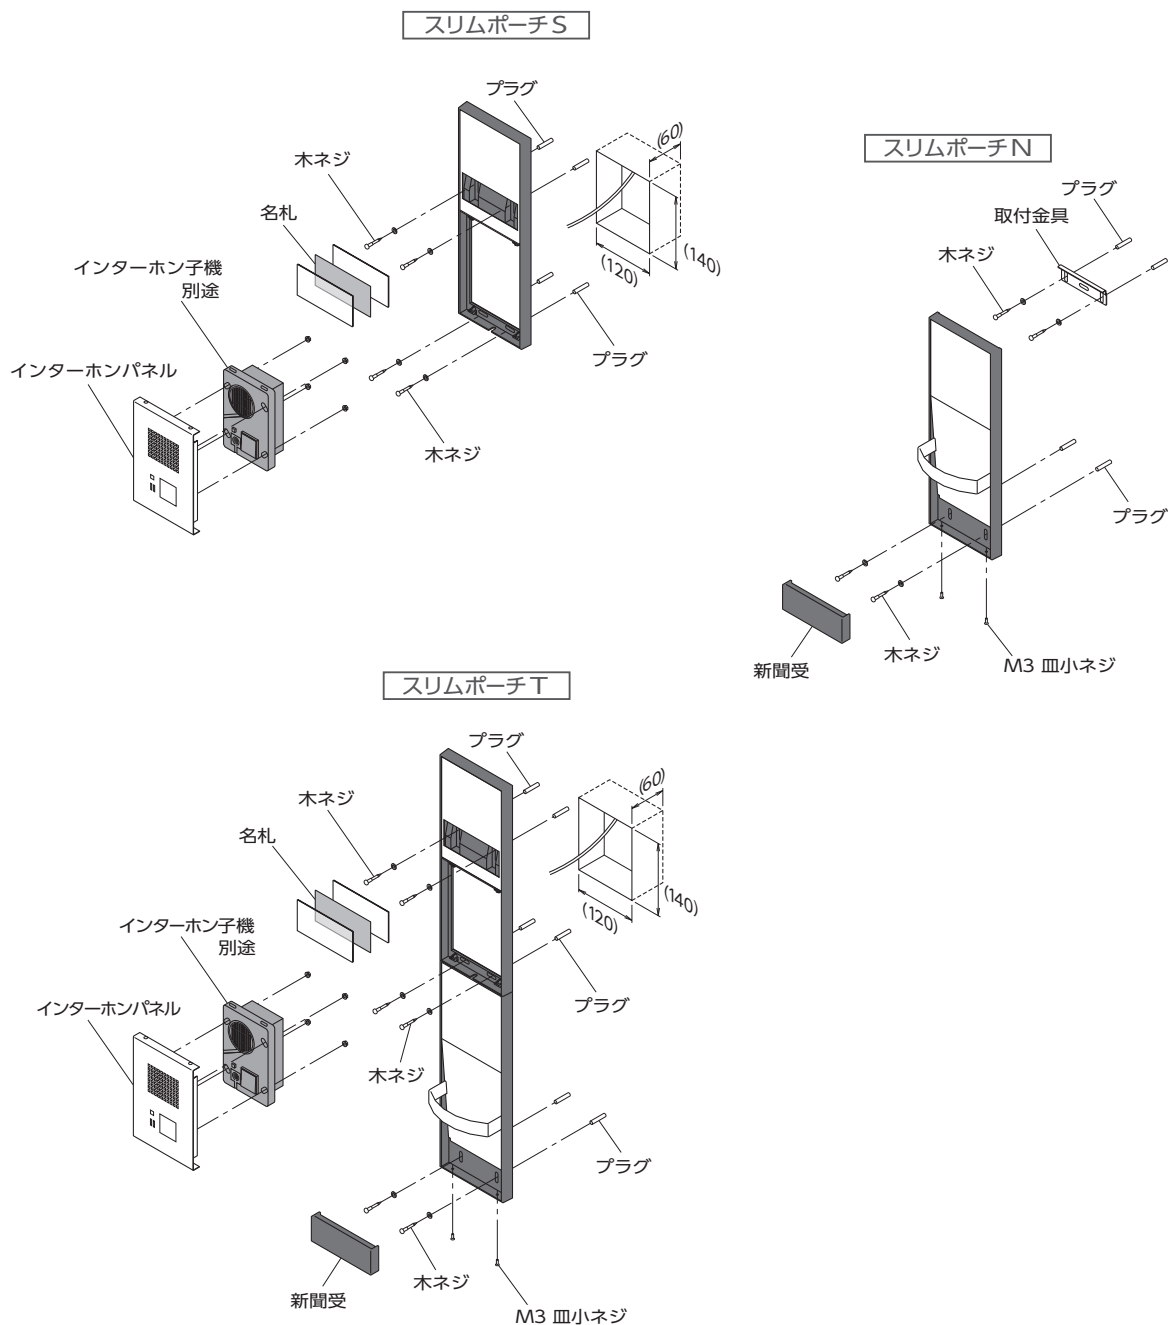 スリムポーチS
プラグ
木ネジ
名札
インターホン子機
別途
インターホンパネル
(60)
(120)
(140)
プラグ
木ネジ
スリムポーチN
プラグ
取付金具
木ネジ
プラグ
木ネジ
新聞受
M3 皿小ネジ
スリムポーチT
プラグ
木ネジ
名札
インターホン子機
別途
インターホンパネル
(60)
(120)
(140)
プラグ
木ネジ
プラグ
木ネジ
新聞受
M3 皿小ネジ